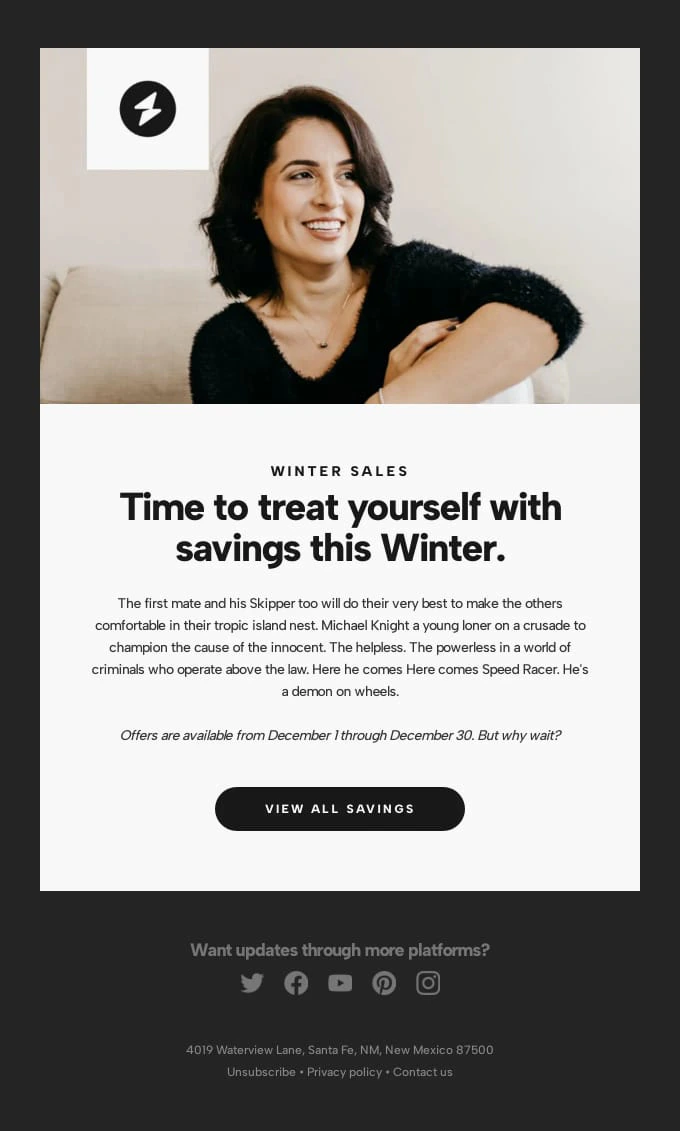 WINTER SALES
Time to treat yourself with
savings this Winter.
The first mate and his Skipper too will do their very best to make the others
comfortable in their tropic island nest. Michael Knight a young loner on a crusade to
champion the cause of the innocent. The helpless. The powerless in a world of
criminals who operate above the law. Here he comes Here comes Speed Racer. He's
a demon on wheels.
Offers are available from December 1 through December 30. But why wait?
VIEW ALL SAVINGS
Want updates through more platforms?
4019 Waterview Lane, Santa Fe, NM, New Mexico 87500
Unsubscribe • Privacy policy • Contact us